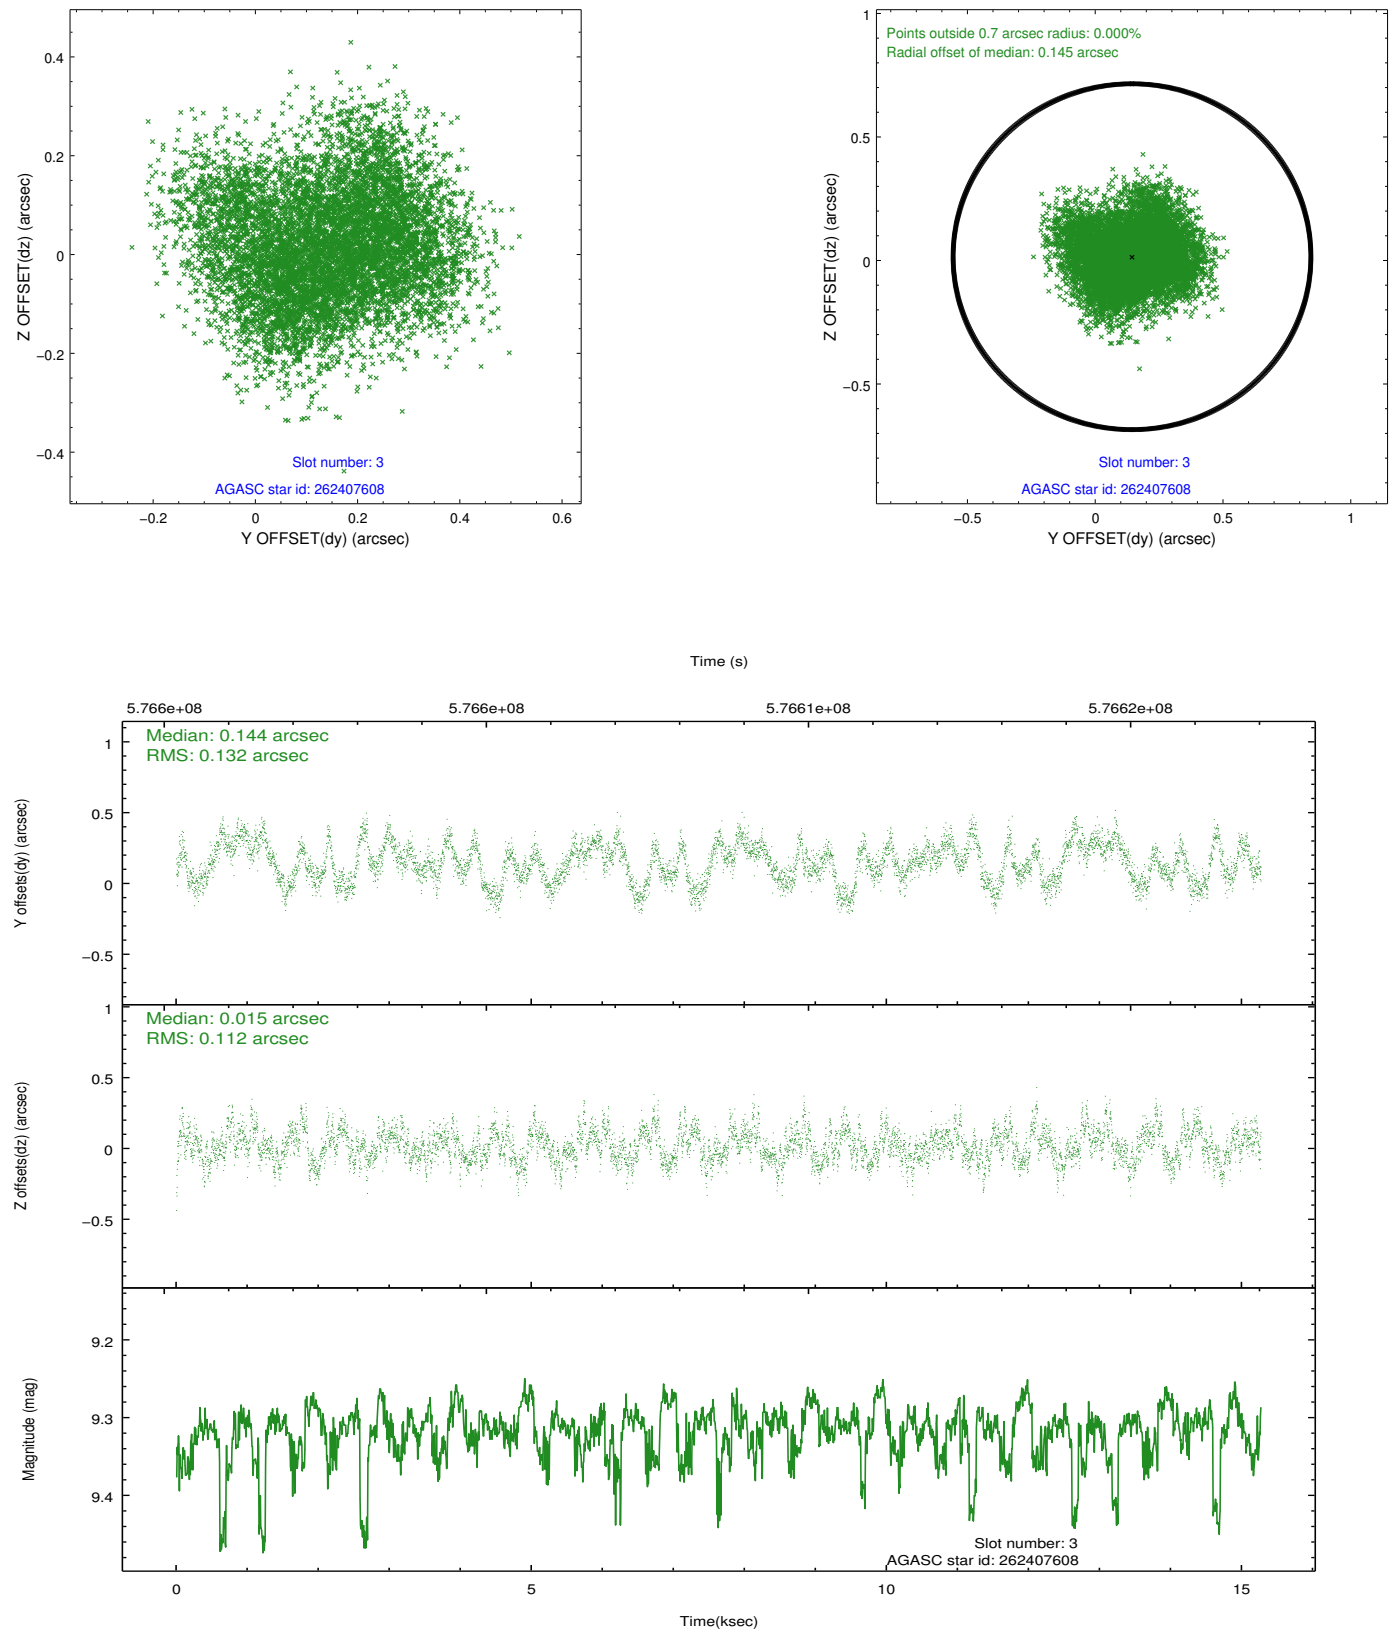 0.4
0.2
0
−0.2
−0.4
Z OFFSET(dz) (arcsec)
Slot number: 3
AGASC star id: 262407608
−0.2 0 0.2 0.4 0.6
Y OFFSET(dy) (arcsec)
1
0.5
0
−0.5
Z OFFSET(dz) (arcsec)
Points outside 0.7 arcsec radius: 0.000%
Radial offset of median: 0.145 arcsec
Slot number: 3
AGASC star id: 262407608
−0.5 0 0.5 1
Y OFFSET(dy) (arcsec)
Time (s)
5.766e+08 5.766e+08 5.7661e+08 5.7662e+08
Median: 0.144 arcsec
RMS: 0.132 arcsec
1
0.5
0
−0.5
Y offsets(dy) (arcsec)
Median: 0.015 arcsec
RMS: 0.112 arcsec
1
0.5
0
−0.5
Z offsets(dz) (arcsec)
9.2
9.3
9.4
Magnitude (mag)
Slot number: 3
AGASC star id: 262407608
0 5 10 15
Time(ksec)